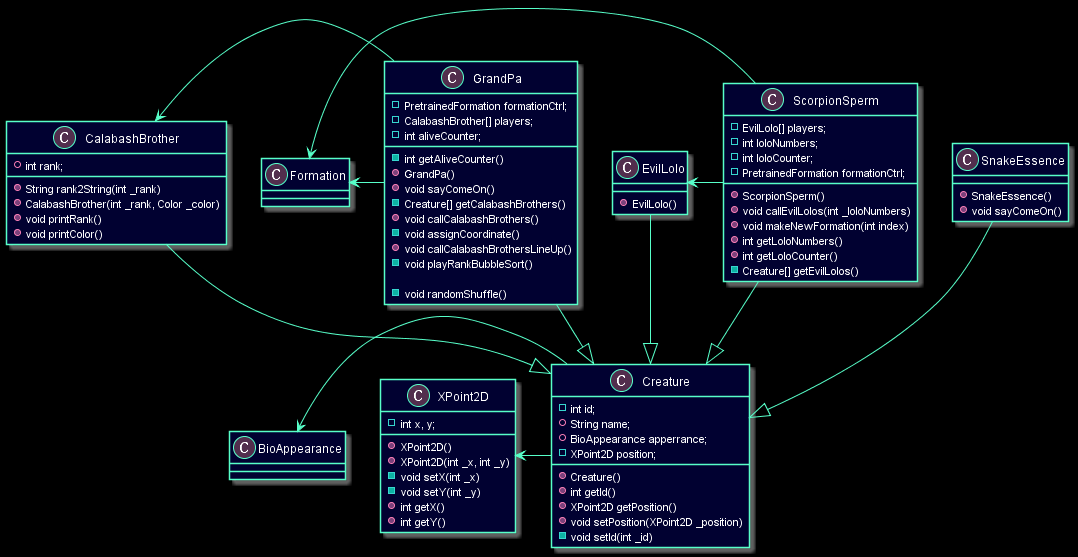 C GrandPa
PretrainedFormation formationCtrl;
CalabashBrother[] players;
int aliveCounter;
int getAliveCounter()
GrandPa()
void sayComeOn()
Creature[] getCalabashBrothers()
void callCalabashBrothers()
void assignCoordinate()
void callCalabashBrothersLineUp()
void playRankBubbleSort()
void randomShuffle()
C ScorpionSperm
EvilLolo[] players;
int loloNumbers;
int loloCounter;
PretrainedFormation formationCtrl;
ScorpionSperm()
void callEvilLolos(int _loloNumbers)
void makeNewFormation(int index)
int getLoloNumbers()
int getLoloCounter()
Creature[] getEvilLolos()
C CalabashBrother
int rank;
String rank2String(int _rank)
CalabashBrother(int _rank, Color _color)
void printRank()
void printColor()
C Formation
C EvilLolo
EvilLolo()
C SnakeEssence
SnakeEssence()
void sayComeOn()
C Creature
int id;
String name;
BioAppearance apperrance;
XPoint2D position;
Creature()
int getId()
XPoint2D getPosition()
void setPosition(XPoint2D _position)
void setId(int _id)
C XPoint2D
int x, y;
XPoint2D()
XPoint2D(int _x, int _y)
void setX(int _x)
void setY(int _y)
int getX()
int getY()
C BioAppearance